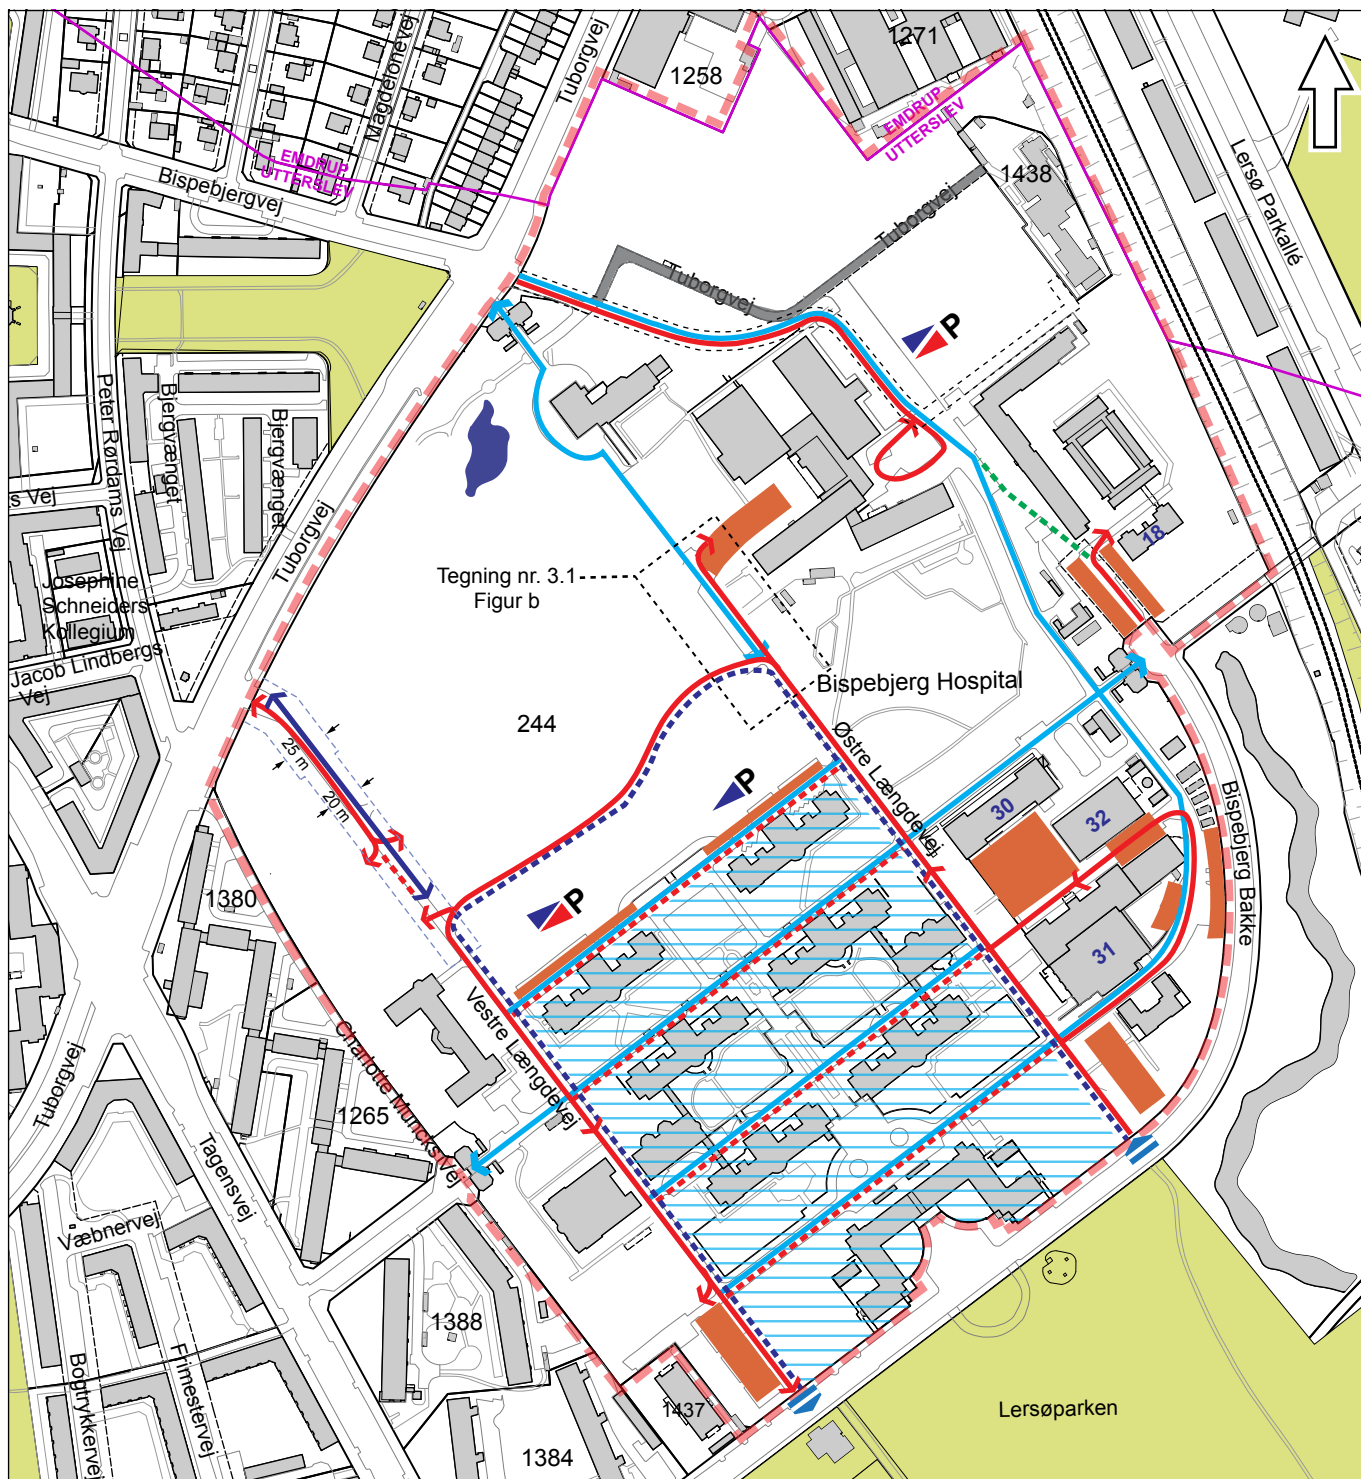 1258
1271
Tuborgvej
Magdelonevej
EMDRUP
UTTERSLEV
EMDRUP
UTTERSLEV
Bispebjergvej
1438
Lersø Parkallé
Tuborgvej
Tuborgvej
P
Peter Rørdams Vej
Bjergvænget
Bjergvænget
s Vej
Tuborgvej
18
Tegning nr. 3.1
Figur b
Josephine
Schneiders
Kollegium
Jacob Lindbergs
Vej
Bispebjerg Hospital
244
25 m
20 m
P
Østre Længdevej
30
32
Bispebjerg Bakke
P
1380
31
Vestre Længdevej
Charlotte Muncks Vej
Tuborgvej
1265
Tagensvej
Væbnervej
1388
Frimestervej
Bogtrykkervej
1437
1384
Lersøparken